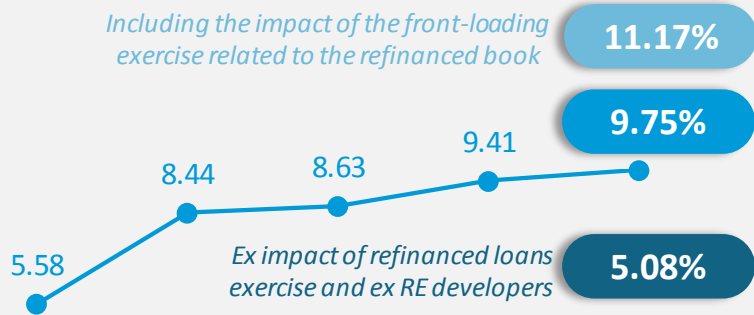 Including the impact of the front-loading
exercise related to the refinanced book
11.17%
9.75%
9.41
8.63
8.44
5.58
Ex impact of refinanced loans
exercise and ex RE developers
5.08%